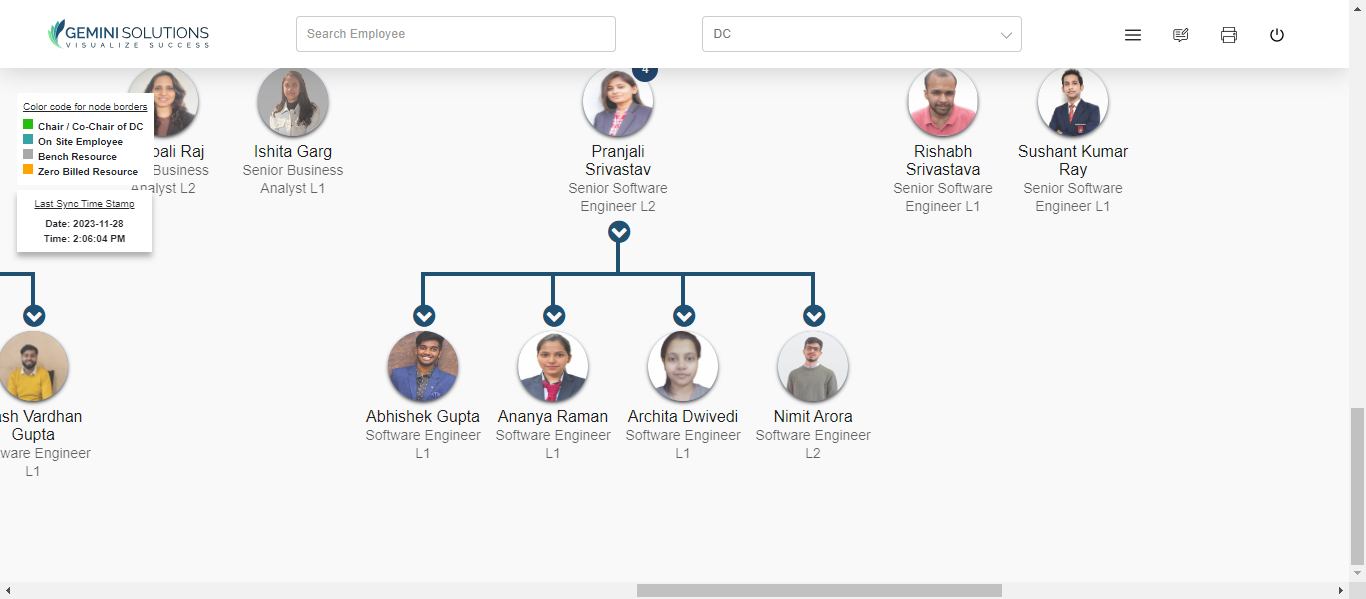 GEMINI SOLUTIONS
VISUALIZE SUCCESS
Search Employee
DC
4
Color code for node borders
Chair / Co-Chair of DC
On Site Employee
Bench Resource
Zero Billed Resource
Last Sync Time Stamp
Date: 2023-11-28
Time: 2:06:04 PM
Raj
Business
Analyst L2
Ishita Garg
Senior Business
Analyst L1
Pranjali
Srivastav
Senior Software
Engineer L2
Rishabh
Srivastava
Senior Software
Engineer L1
Sushant Kumar
Ray
Senior Software
Engineer L1
Vardhan
Gupta
Engineer
L1
Abhishek Gupta
Software Engineer
L1
Ananya Raman
Software Engineer
L1
Archita Dwivedi
Software Engineer
L1
Nimit Arora
Software Engineer
L2